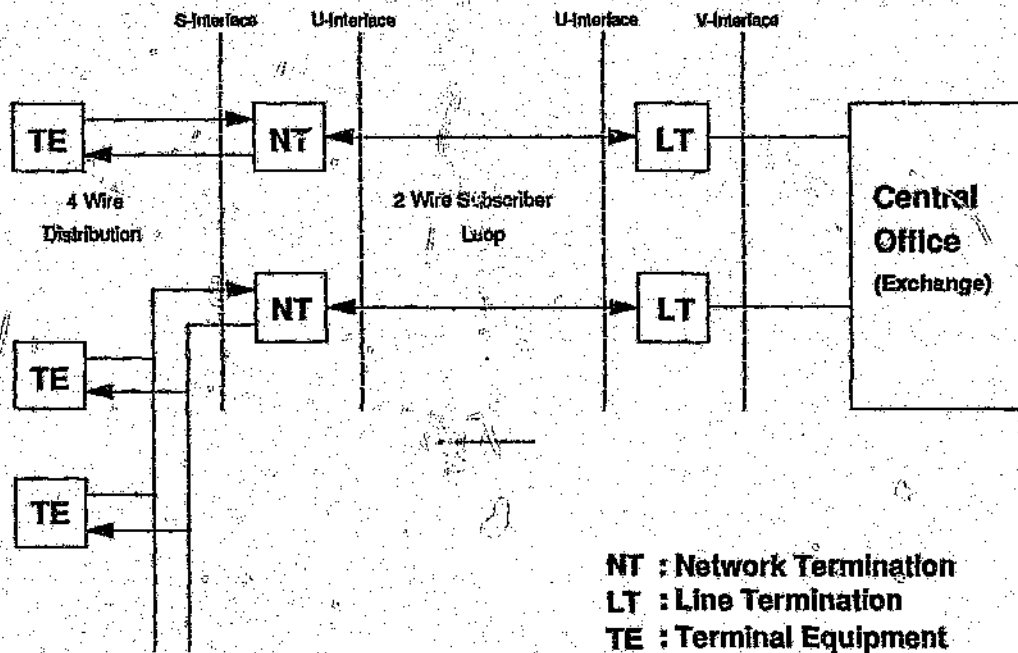 S-Interface U-Interface U-Interface V-Interface
TE NT LT
4 Wire
Distribution
2 Wire Subscriber
Loop
Central
Office
(Exchange)
NT LT
TE
TE
NT : Network Termination
LT : Line Termination
TE : Terminal Equipment